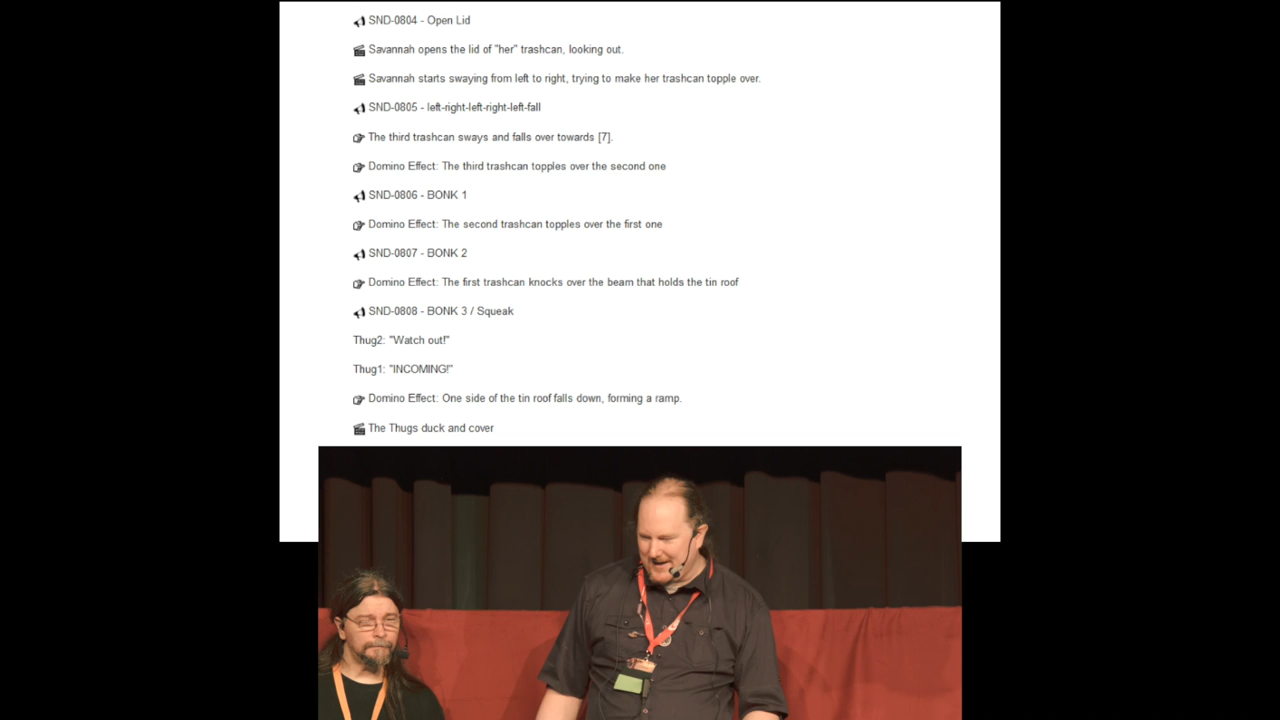 SND-0804 - Open Lid
Savannah opens the lid of "her" trashcan, looking out.
Savannah starts swaying from left to right, trying to make her trashcan topple over.
SND-0805 - left-right-left-right-left-fall
The third trashcan sways and falls over towards [7].
Domino Effect: The third trashcan topples over the second one
SND-0806 - BONK 1
Domino Effect: The second trashcan topples over the first one
SND-0807 - BONK 2
Domino Effect: The first trashcan knocks over the beam that holds the tin roof
SND-0808 - BONK 3 / Squeak
Thug2: "Watch out!"
Thug1: "INCOMING!"
Domino Effect: One side of the tin roof falls down, forming a ramp.
The Thugs duck and cover